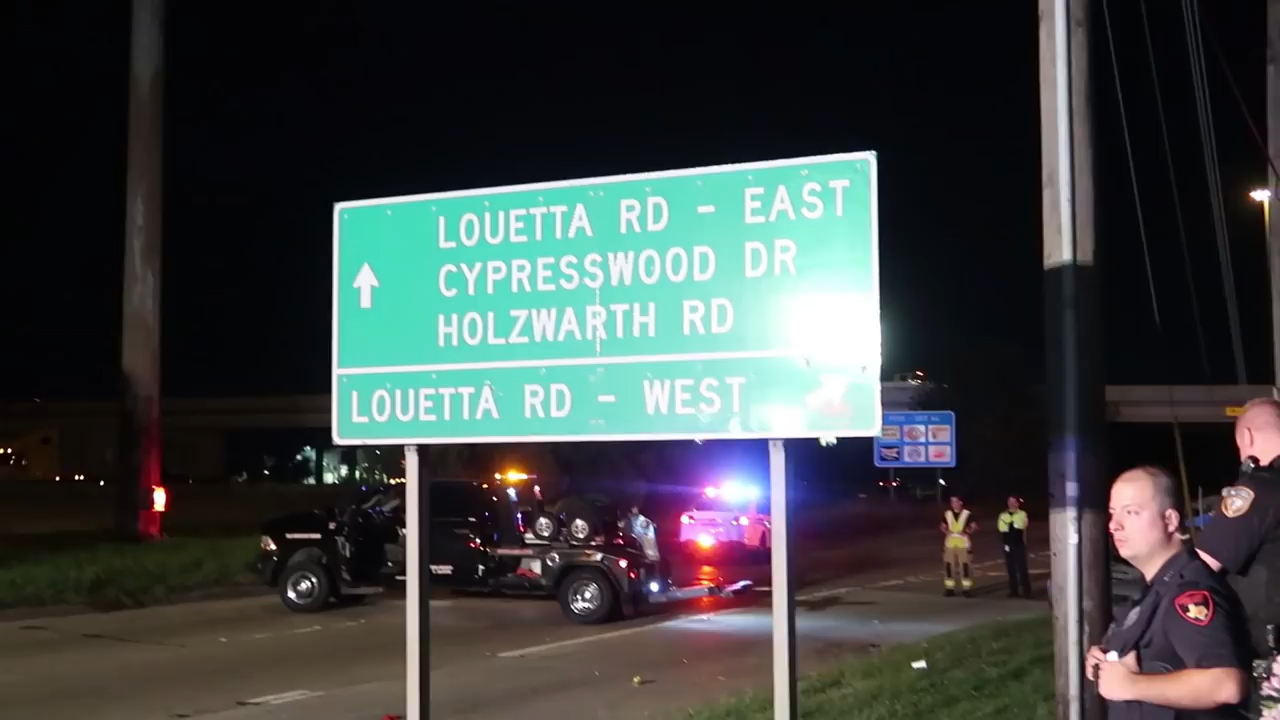 LOUETTA RD - EAST
CYPRESSWOOD DR
HOLZWARTH RD
LOUETTA RD - WEST